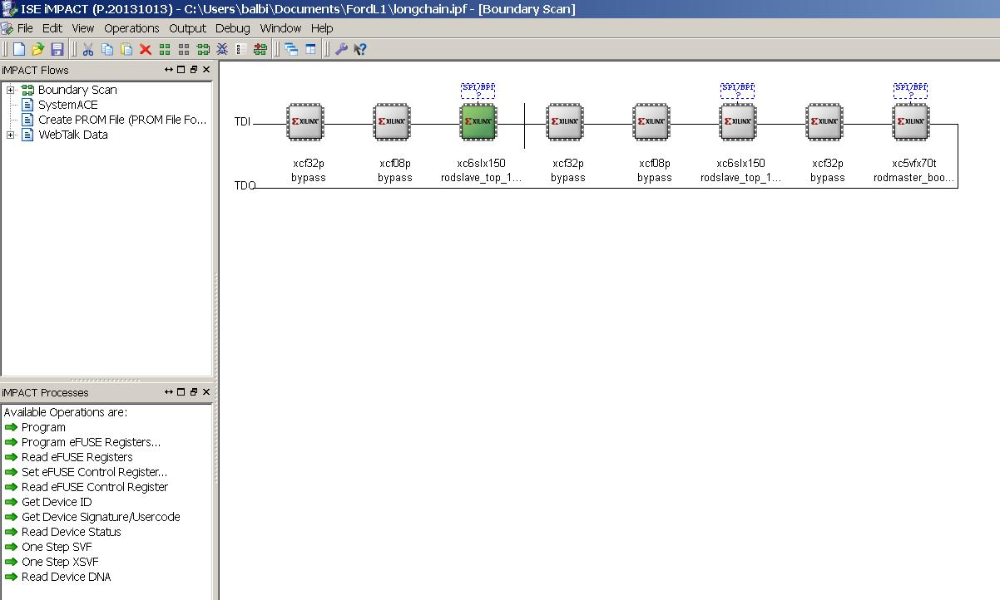 ISE iMPACT (P.20131013) - C:\Users\balbi\Documents\FordL1\longchain.ipf - [Boundary Scan]
File Edit View Operations Output Debug Window Help
iMPACT Flows
Boundary Scan
SystemACE
Create PROM File (PROM File Fo...
WebTalk Data
SPI/BPI SPI/BPI SPI/BPI
? ? ?
TDI XILINX XILINX XILINX XILINX XILINX XILINX XILINX XILINX
xcf32p xcf08p xc6slx150 xcf32p xcf08p xc6slx150 xcf32p xc5vfx70t
bypass bypass rodslave_top_1... bypass bypass rodslave_top_1... bypass rodmaster_boo...
TDO
iMPACT Processes
Available Operations are:
Program
Program eFUSE Registers...
Read eFUSE Registers
Set eFUSE Control Register...
Read eFUSE Control Register
Get Device ID
Get Device Signature/Usercode
Read Device Status
One Step SVF
One Step XSVF
Read Device DNA